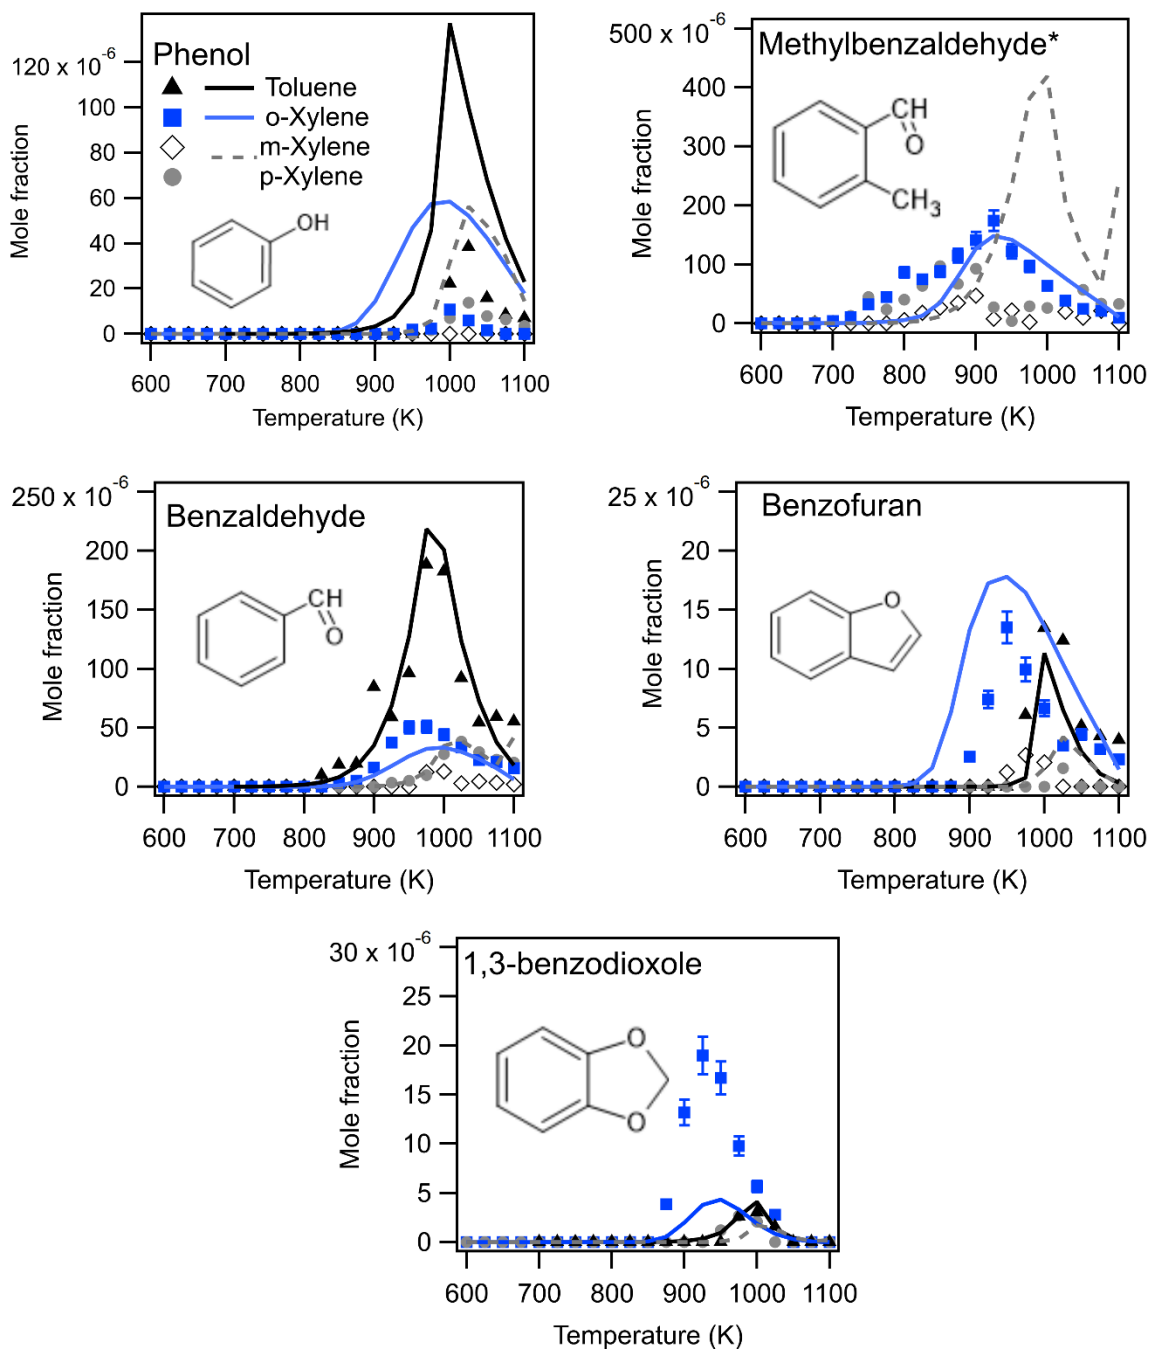 Phenol
120 x 10-6
100
80
60
40
20
0
Mole fraction
Toluene
o-Xylene
m-Xylene
p-Xylene
OH
600 700 800 900 1000 1100
Temperature (K)
Methylbenzaldehyde*
500 x 10-6
400
300
200
100
0
Mole fraction
CH
O
CH3
600 700 800 900 1000 1100
Temperature (K)
Benzaldehyde
250 x 10-6
200
150
100
50
0
Mole fraction
CH
O
600 700 800 900 1000 1100
Temperature (K)
Benzofuran
25 x 10-6
20
15
10
5
0
Mole fraction
O
600 700 800 900 1000 1100
Temperature (K)
1,3-benzodioxole
30 x 10-6
25
20
15
10
5
0
Mole fraction
O
O
600 700 800 900 1000 1100
Temperature (K)